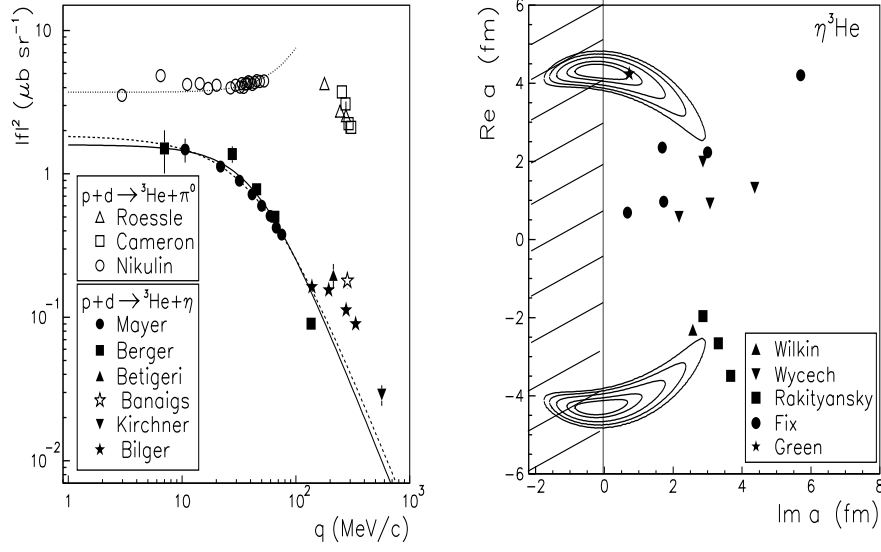 |f|² (μb sr⁻¹)
10
1
10⁻¹
10⁻²
p+d→³He+π⁰
Roessle
Cameron
Nikulin
p+d→³He+η
Mayer
Berger
Betigeri
Banaigs
Kirchner
Bilger
1 10 10² 10³
q (MeV/c)
Re a (fm)
η³He
6
4
2
0
−2
−4
−6
Wilkin
Wycech
Rakityansky
Fix
Green
−2 0 2 4 6 8
Im a (fm)